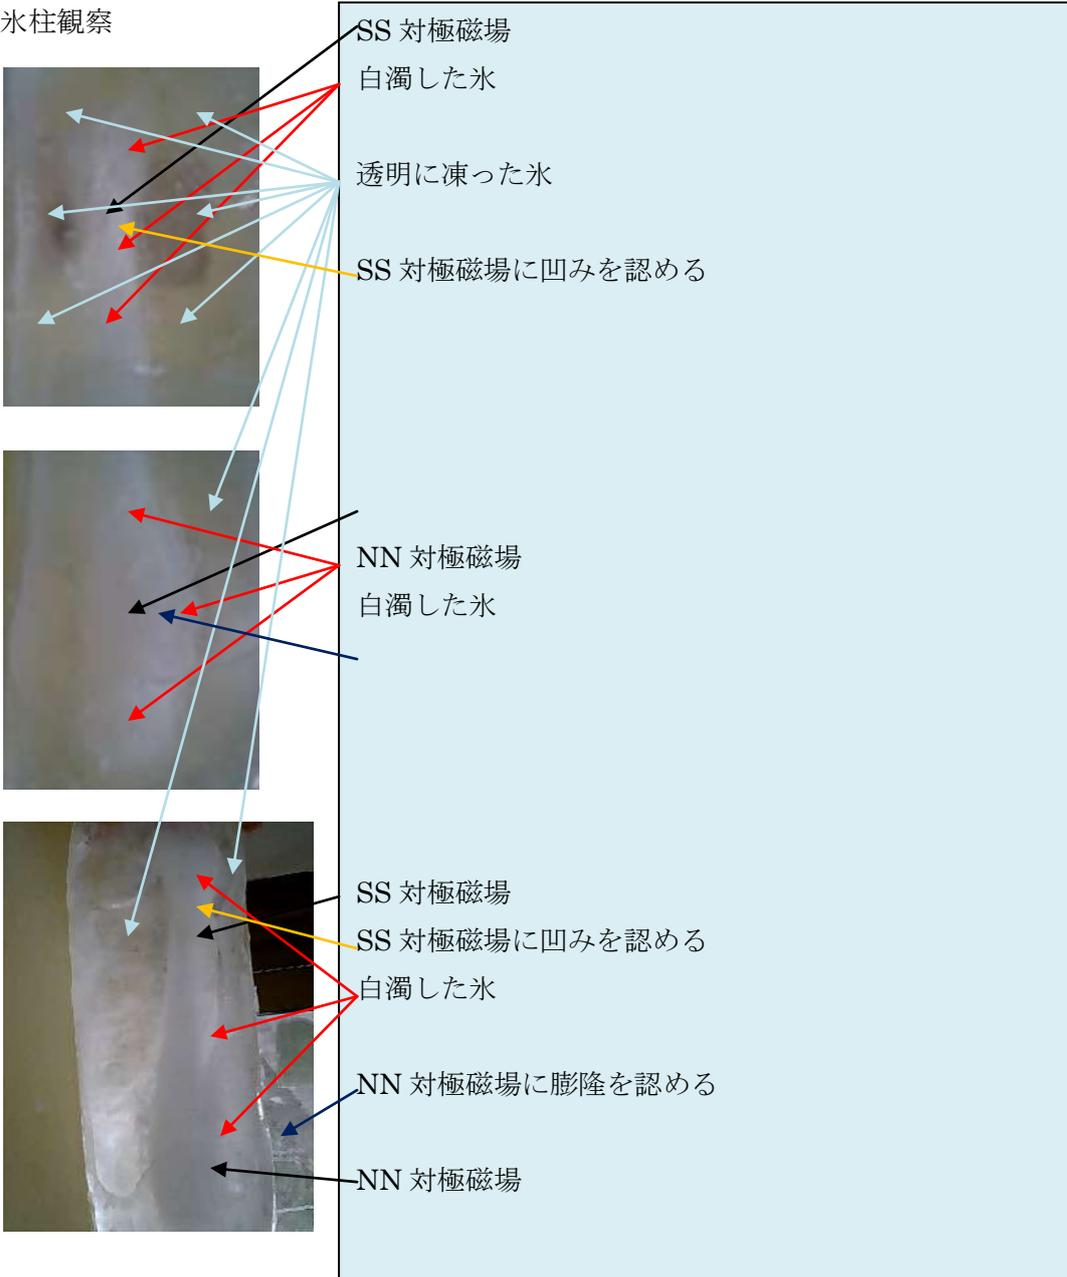 氷柱観察
SS 対極磁場
白濁した氷
透明に凍った氷
SS 対極磁場に凹みを認める
NN 対極磁場
白濁した氷
SS 対極磁場
SS 対極磁場に凹みを認める
白濁した氷
NN 対極磁場に膨隆を認める
NN 対極磁場